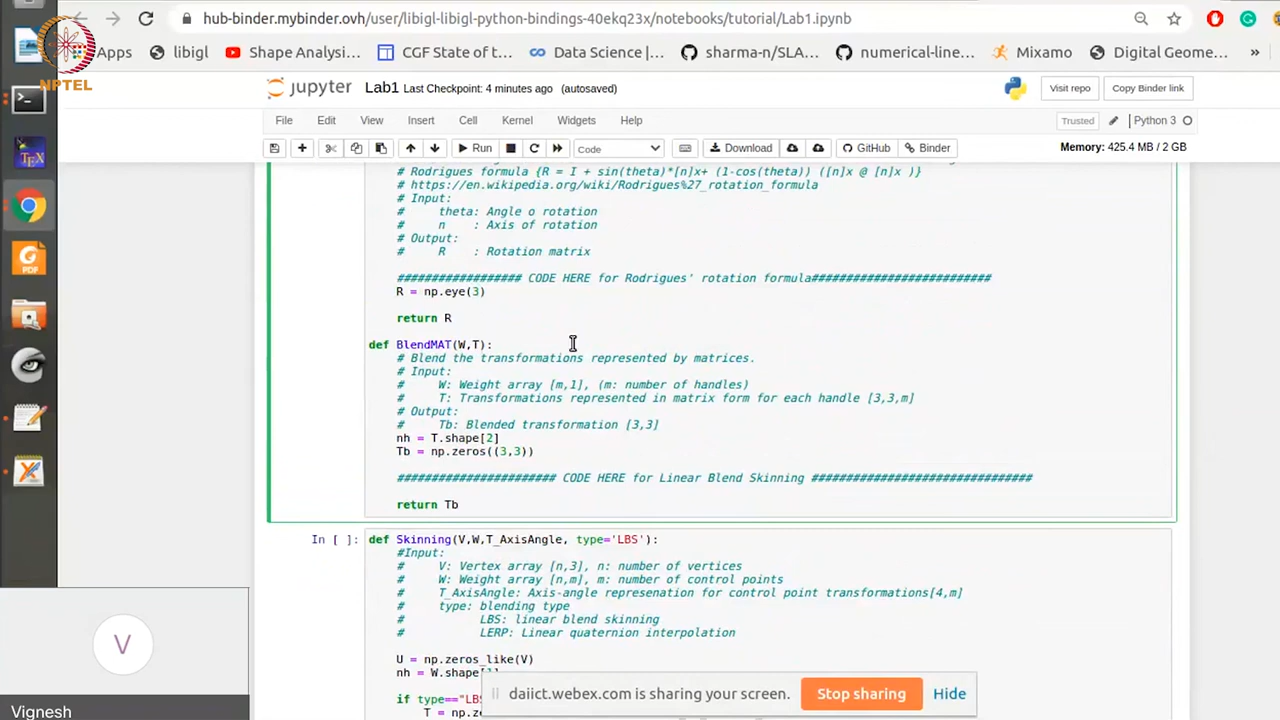 hub-binder.mybinder.ovh/user/libigl-libigl-python-bindings-40ekq23x/notebooks/tutorial/Lab1.ipynb
Apps libigl Shape Analysi... CGF State of t... Data Science |... sharman/SLA... numerical-line... Mixamo Digital Geome... »
NPTEL
jupyter Lab1 Last Checkpoint: 4 minutes ago (autosaved) Visit repo Copy Binder link
File Edit View Insert Cell Kernel Widgets Help Trusted Python 3
Run Code Download GitHub Binder Memory: 425.4 MB / 2 GB
# Rodrigues formula {R = I + sin(theta)*[n]x+ (1-cos(theta)) ([n]x @ [n]x )}
# https://en.wikipedia.org/wiki/Rodrigues%27_rotation_formula
# Input:
# theta: Angle o rotation
# n : Axis of rotation
# Output:
# R : Rotation matrix
################## CODE HERE for Rodrigues' rotation formula##########################
R = np.eye(3)
return R
def BlendMAT(W,T):
# Blend the transformations represented by matrices.
# Input:
# W: Weight array [m,1], (m: number of handles)
# T: Transformations represented in matrix form for each handle [3,3,m]
# Output:
# Tb: Blended transformation [3,3]
nh = T.shape[2]
Tb = np.zeros((3,3))
####################### CODE HERE for Linear Blend Skinning ################################
return Tb
In [ ]: def Skinning(V,W,T_AxisAngle, type='LBS'):
#Input:
# V: Vertex array [n,3], n: number of vertices
# W: Weight array [n,m], m: number of control points
# T_AxisAngle: Axis-angle represenation for control point transformations[4,m]
# type: blending type
# LBS: linear blend skinning
# LERP: Linear quaternion interpolation
U = np.zeros_like(V)
nh = W.shape[1]
if type=="LBS
T = np.ze
daiict.webex.com is sharing your screen. Stop sharing Hide
V
Vignesh